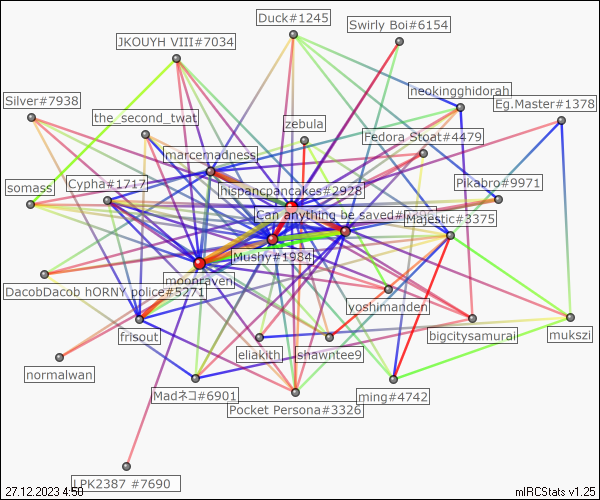 Duck#1245
Swirly Boi#6154
JKOUYH VIII#7034
neokingghidorah
Silver#7938
Eg.Master#1378
the_second_twat
zebula
Fedora Stoat#4479
marcemadness
somass
Cypha#1717
hispancpancakes#2928
Pikabro#9971
Can anything be saved
Majestic#3375
Mushy#1984
moonraven
DacobDacob hORNY police#5271
yoshimanden
frisout
bigcitysamurai
mukszi
eliakith
shawntee9
normalwan
Madネコ#6901
ming#4742
Pocket Persona#3326
LPK2387 #7690
27.12.2023 4:50
mIRCStats v1.25